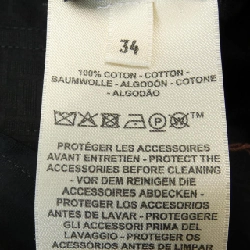 34
100% COTON - COTTON -
BAUMWOLLE - ALGODÓN - COTONE
- ALGODÃO
PROTÉGER LES ACCESSOIRES
AVANT ENTRETIEN - PROTECT THE
ACCESSORIES BEFORE CLEANING
- VOR DEM REINIGEN DIE
ACCESSOIRES ABDECKEN -
PROTEGER LOS ACCESORIOS
ANTES DE LAVAR - PROTEGGERE
GLI ACCESSORI PRIMA DEL
LAVAGGIO - PROTEGER OS
ACESSÓRIOS ANTES DE LAVAR